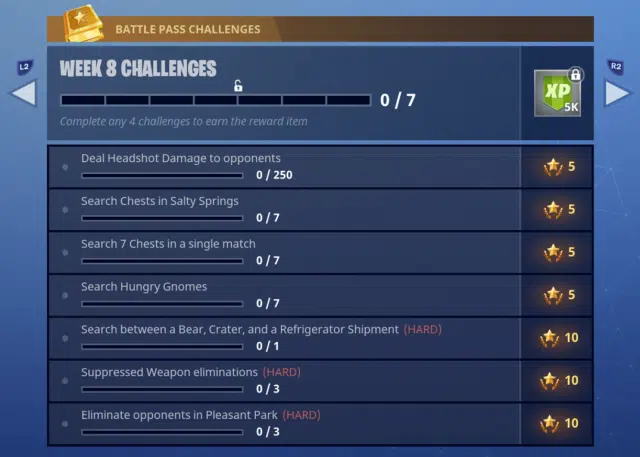 BATTLE PASS CHALLENGES
L2
R2
WEEK 8 CHALLENGES
0 / 7
XP
5K
Complete any 4 challenges to earn the reward item
Deal Headshot Damage to opponents
0 / 250
5
Search Chests in Salty Springs
0 / 7
5
Search 7 Chests in a single match
0 / 7
5
Search Hungry Gnomes
0 / 7
5
Search between a Bear, Crater, and a Refrigerator Shipment (HARD)
0 / 1
10
Suppressed Weapon eliminations (HARD)
0 / 3
10
Eliminate opponents in Pleasant Park (HARD)
0 / 3
10